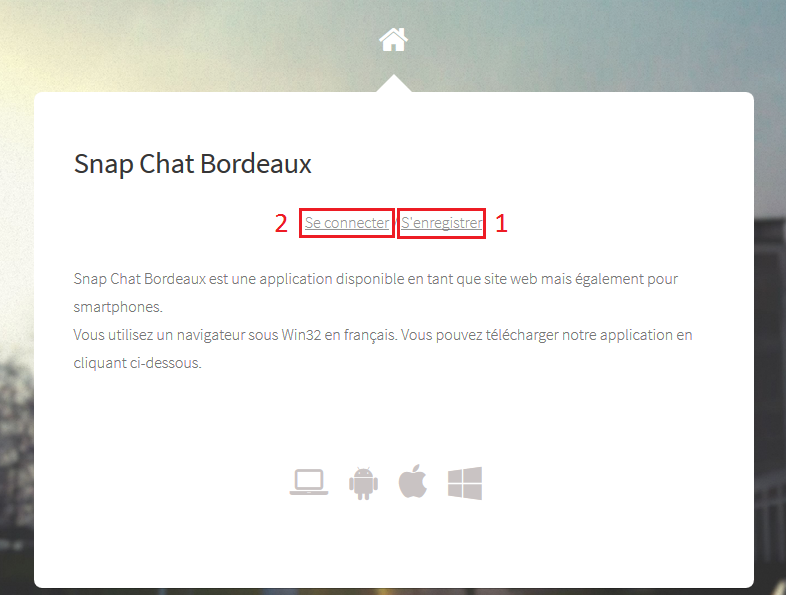 Snap Chat Bordeaux
2 Se connecter S'enregistrer 1
Snap Chat Bordeaux est une application disponible en tant que site web mais également pour
smartphones.
Vous utilisez un navigateur sous Win32 en français. Vous pouvez télécharger notre application en
cliquant ci-dessous.